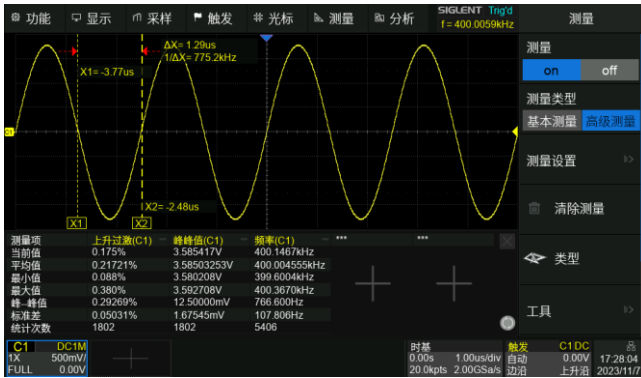 功能 显示 采样 触发 光标 测量 分析 SIGLENT Trig'd
f = 400.0059kHz
测量
ΔX= 1.29us
1/ΔX= 775.2kHz
X1= -3.77us
X2= -2.48us
X1 X2
C1
测量
on off
测量类型
基本测量 高级测量
测量设置
清除测量
类型
工具
测量项 上升过激(C1) 峰峰值(C1) 频率(C1) *** ***
当前值 0.175% 3.585417V 400.1467kHz
平均值 0.21721% 3.58503253V 400.004555kHz
最小值 0.088% 3.580208V 399.6004kHz
最大值 0.380% 3.592708V 400.3670kHz
峰–峰值 0.29269% 12.50000mV 766.600Hz
标准差 0.05031% 1.67545mV 107.806Hz
统计次数 1802 1802 5406
C1 DC1M
1X 500mV/
FULL 0.00V
时基
0.00s 1.00us/div
20.0kpts 2.00GSa/s
触发 C1 DC
自动 0.00V
边沿 上升沿
17:28:04
2023/11/7